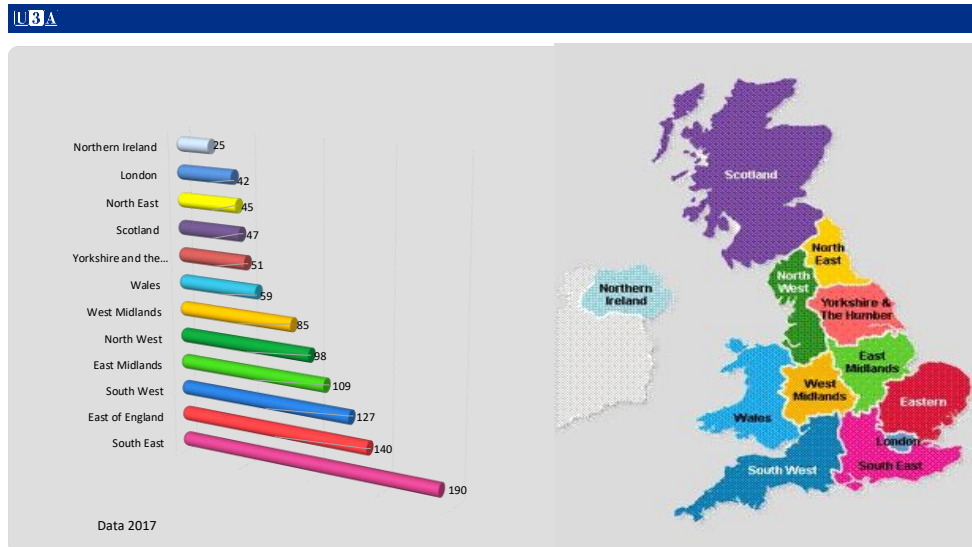 U3A
Northern Ireland 25
London 42
North East 45
Scotland 47
Yorkshire and the... 51
Wales 59
West Midlands 85
North West 98
East Midlands 109
South West 127
East of England 140
South East 190
Data 2017
Scotland
North
East
North
West
Northern
Ireland
Yorkshire &
The Humber
East
Midlands
West
Midlands
Eastern
Wales
London
South East
South West